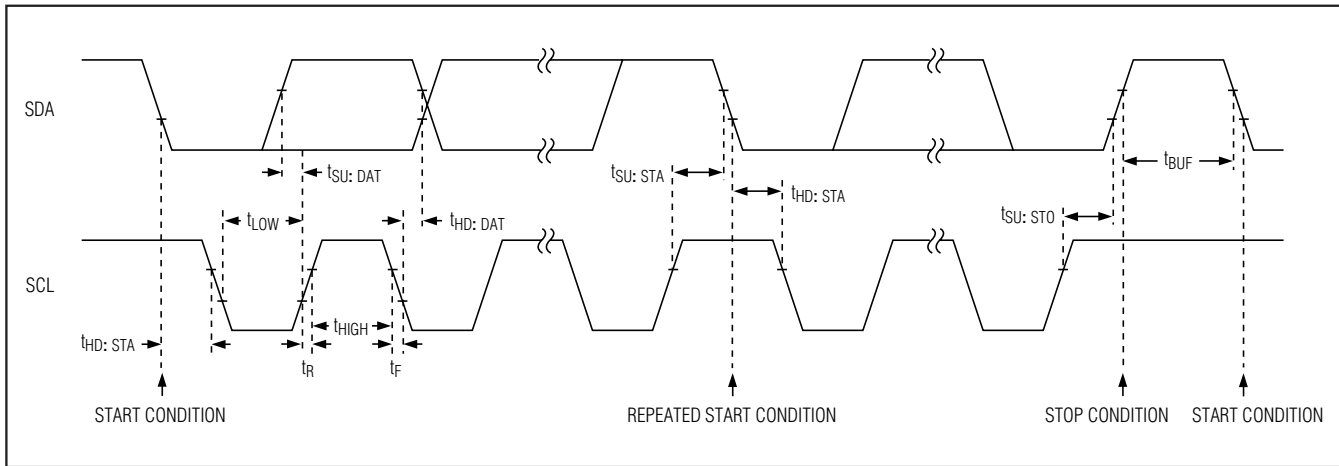 SDA
tSU: DAT
tSU: STA
tBUF
tHD: STA
tLOW
tHD: DAT
tSU: STO
SCL
tHIGH
tHD: STA
tR
tF
START CONDITION
REPEATED START CONDITION
STOP CONDITION
START CONDITION